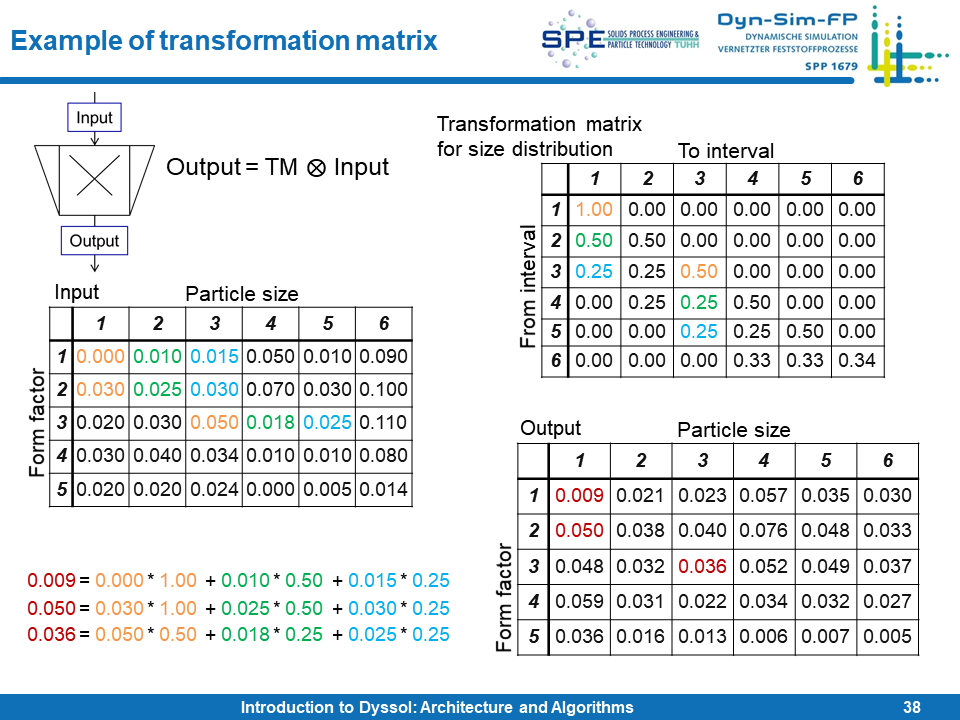 Example of transformation matrix
SPE SOLIDS PROCESS ENGINEERING &
PARTICLE TECHNOLOGY TUHH
Dyn-Sim-FP
DYNAMISCHE SIMULATION
VERNETZTER FESTSTOFFPROZESSE
SPP 1679
Input
Output = TM ⊗ Input
Output
Input
Particle size
1 2 3 4 5 6
Form factor
1 0.000 0.010 0.015 0.050 0.010 0.090
2 0.030 0.025 0.030 0.070 0.030 0.100
3 0.020 0.030 0.050 0.018 0.025 0.110
4 0.030 0.040 0.034 0.010 0.010 0.080
5 0.020 0.020 0.024 0.000 0.005 0.014
0.009 = 0.000 * 1.00 + 0.010 * 0.50 + 0.015 * 0.25
0.050 = 0.030 * 1.00 + 0.025 * 0.50 + 0.030 * 0.25
0.036 = 0.050 * 0.50 + 0.018 * 0.25 + 0.025 * 0.25
Transformation matrix
for size distribution
To interval
1 2 3 4 5 6
From interval
1 1.00 0.00 0.00 0.00 0.00 0.00
2 0.50 0.50 0.00 0.00 0.00 0.00
3 0.25 0.25 0.50 0.00 0.00 0.00
4 0.00 0.25 0.25 0.50 0.00 0.00
5 0.00 0.00 0.25 0.25 0.50 0.00
6 0.00 0.00 0.00 0.33 0.33 0.34
Output
Particle size
1 2 3 4 5 6
Form factor
1 0.009 0.021 0.023 0.057 0.035 0.030
2 0.050 0.038 0.040 0.076 0.048 0.033
3 0.048 0.032 0.036 0.052 0.049 0.037
4 0.059 0.031 0.022 0.034 0.032 0.027
5 0.036 0.016 0.013 0.006 0.007 0.005
Introduction to Dyssol: Architecture and Algorithms
38